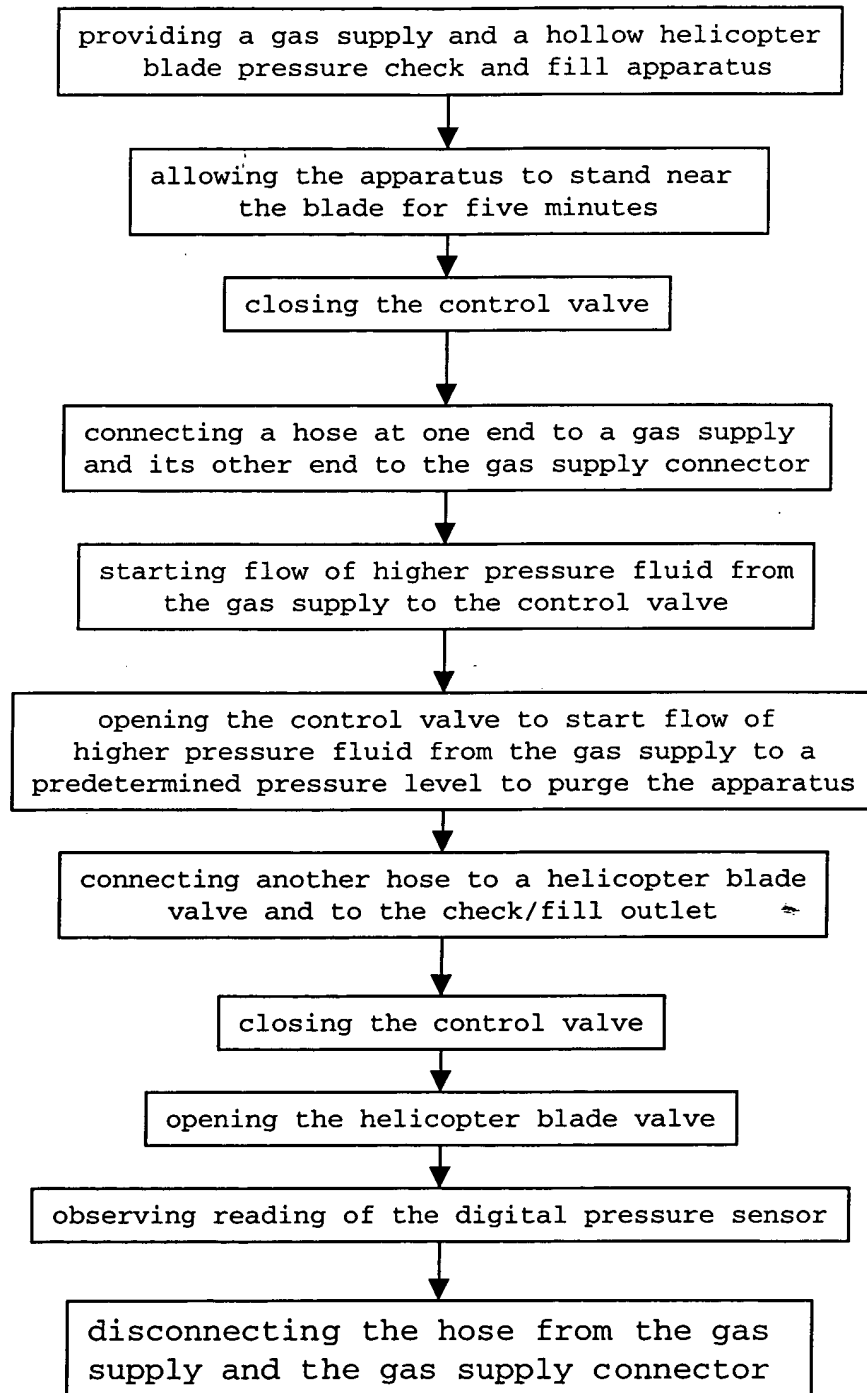 providing a gas supply and a hollow helicopter
blade pressure check and fill apparatus
allowing the apparatus to stand near
the blade for five minutes
closing the control valve
connecting a hose at one end to a gas supply
and its other end to the gas supply connector
starting flow of higher pressure fluid from
the gas supply to the control valve
opening the control valve to start flow of
higher pressure fluid from the gas supply to a
predetermined pressure level to purge the apparatus
connecting another hose to a helicopter blade
valve and to the check/fill outlet
closing the control valve
opening the helicopter blade valve
observing reading of the digital pressure sensor
disconnecting the hose from the gas
supply and the gas supply connector